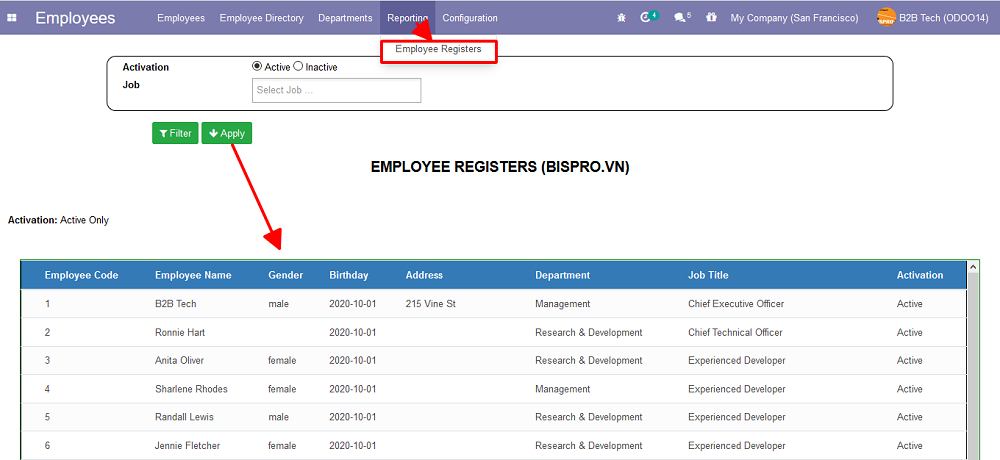 Employees Employees Employee Directory Departments Reporting Configuration 4 5 My Company (San Francisco) B2B Tech (ODOO14)
Employee Registers
Activation Active Inactive
Job Select Job ...
Filter Apply
EMPLOYEE REGISTERS (BISPRO.VN)
Activation: Active Only
Employee Code Employee Name Gender Birthday Address Department Job Title Activation
1 B2B Tech male 2020-10-01 215 Vine St Management Chief Executive Officer Active
2 Ronnie Hart 2020-10-01 Research & Development Chief Technical Officer Active
3 Anita Oliver female 2020-10-01 Research & Development Experienced Developer Active
4 Sharlene Rhodes female 2020-10-01 Management Experienced Developer Active
5 Randall Lewis male 2020-10-01 Research & Development Experienced Developer Active
6 Jennie Fletcher female 2020-10-01 Research & Development Experienced Developer Active